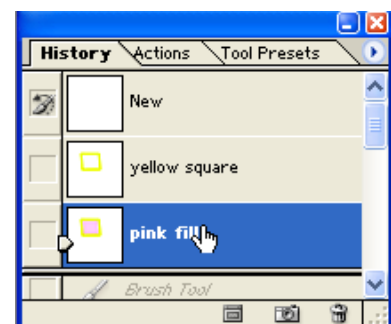 History Actions Tool Presets
New
yellow square
pink fill
Brush Tool